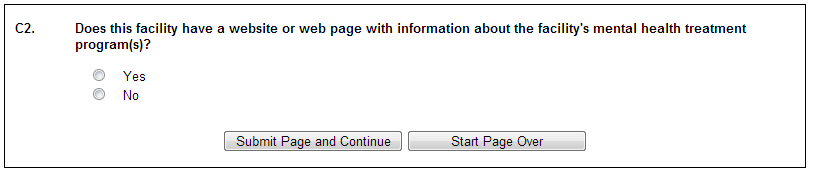 C2. Does this facility have a website or web page with information about the facility's mental health treatment
program(s)?
Yes
No
Submit Page and Continue Start Page Over